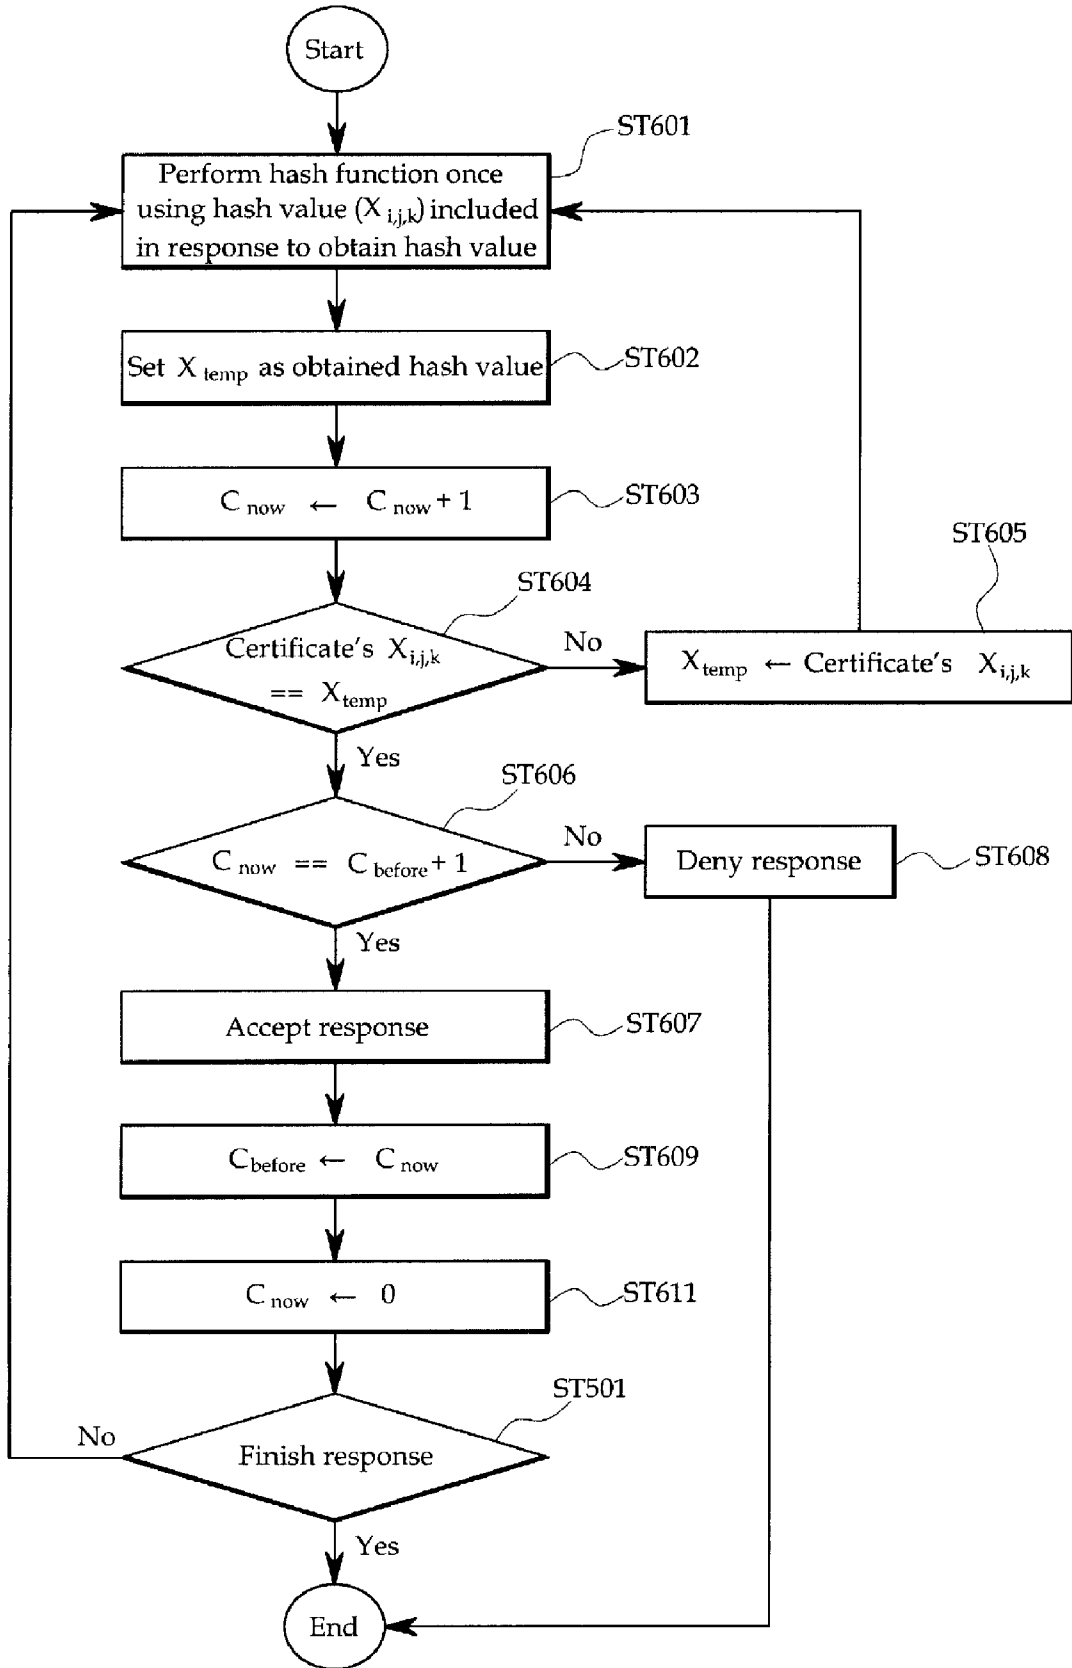 Start
ST601
Perform hash function once
using hash value (X i,j,k) included
in response to obtain hash value
Set X temp as obtained hash value
ST602
C now ← C now + 1
ST603
ST605
ST604
Certificate's X i,j,k
== X temp
No
X temp ← Certificate's X i,j,k
Yes
ST606
C now == C before + 1
No
Deny response
ST608
Yes
Accept response
ST607
C before ← C now
ST609
C now ← 0
ST611
ST501
No
Finish response
Yes
End